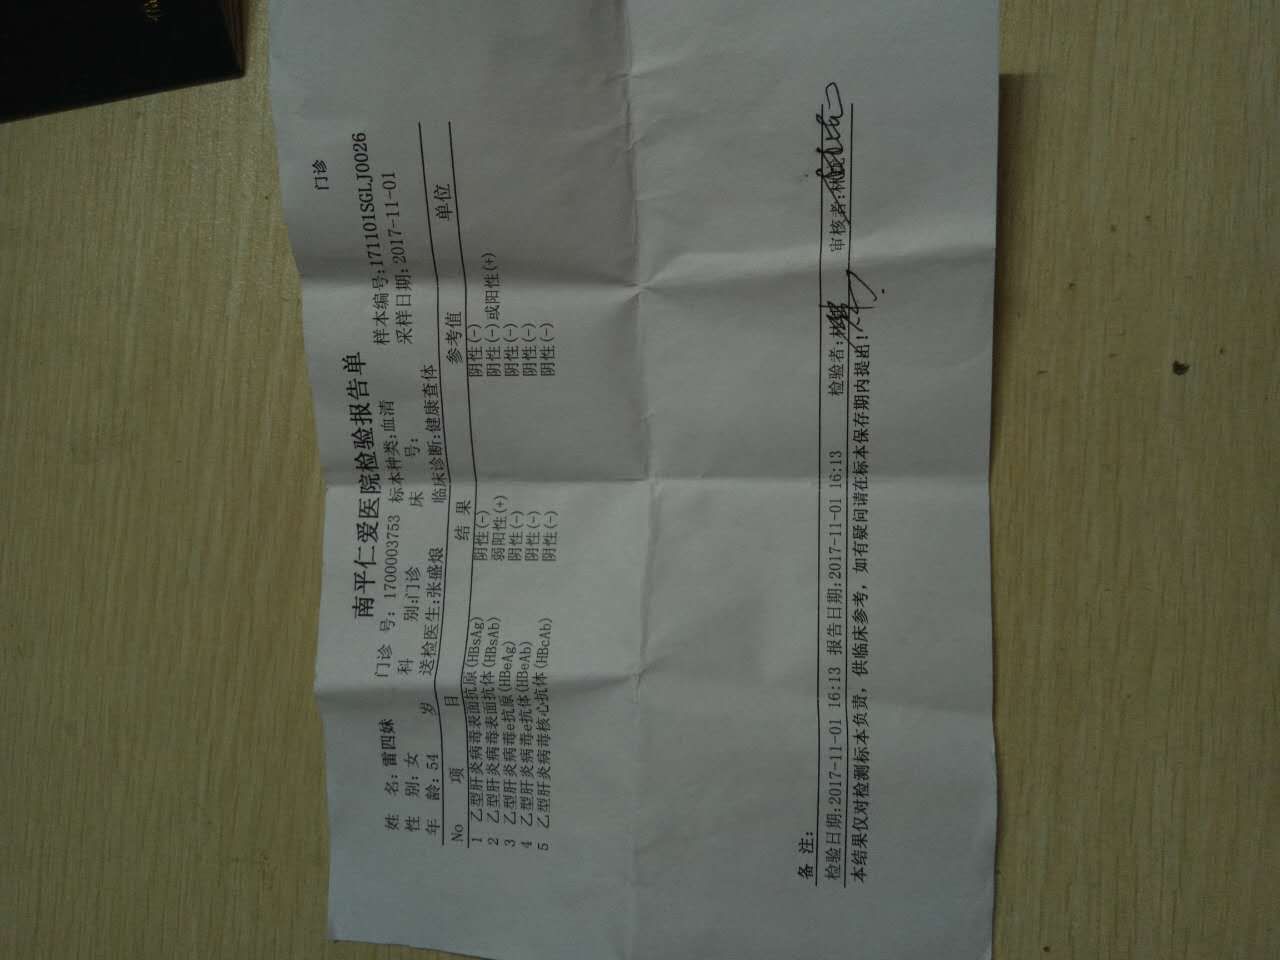 门诊
南平仁爱医院检验报告单
姓 名: 雷四妹 门诊 号: 1700003753 标本种类:血清 样本编号:171101SGLJ0026
性 别: 女 科 别:门诊 床 号: 采样日期: 2017-11-01
年 龄: 54 岁 送检医生:张盛煅 临床诊断:健康查体
No 项 目 结 果 参考值 单位
1 乙型肝炎病毒表面抗原(HBsAg) 阴性(-) 阴性(-)
2 乙型肝炎病毒表面抗体(HBsAb) 弱阳性(+) 阴性(-)或阳性(+)
3 乙型肝炎病毒e抗原(HBeAg) 阴性(-) 阴性(-)
4 乙型肝炎病毒e抗体(HBeAb) 阴性(-) 阴性(-)
5 乙型肝炎病毒核心抗体(HBcAb) 阴性(-) 阴性(-)
备 注:
检验日期:2017-11-01 16:13 报告日期:2017-11-01 16:13 检验者: 审核者:林
本结果仅对检测标本负责，供临床参考，如有疑问请在标本保存期内提出!